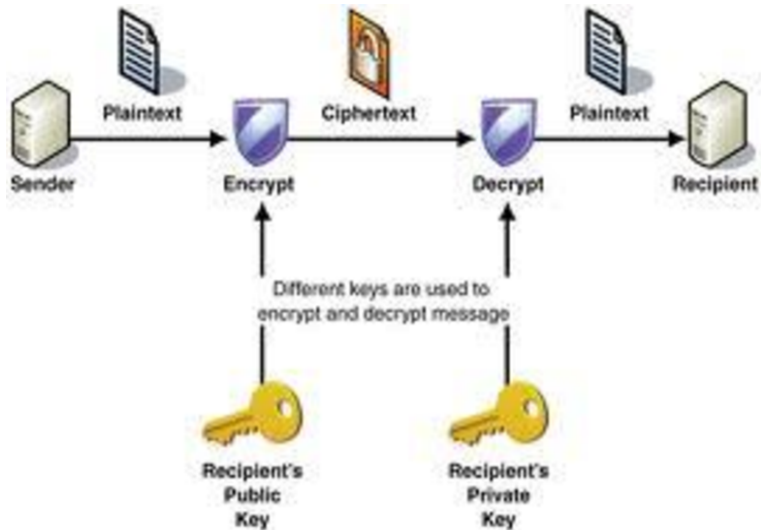 Plaintext
Ciphertext
Plaintext
Sender
Encrypt
Decrypt
Recipient
Different keys are used to
encrypt and decrypt message
Recipient's
Public
Key
Recipient's
Private
Key